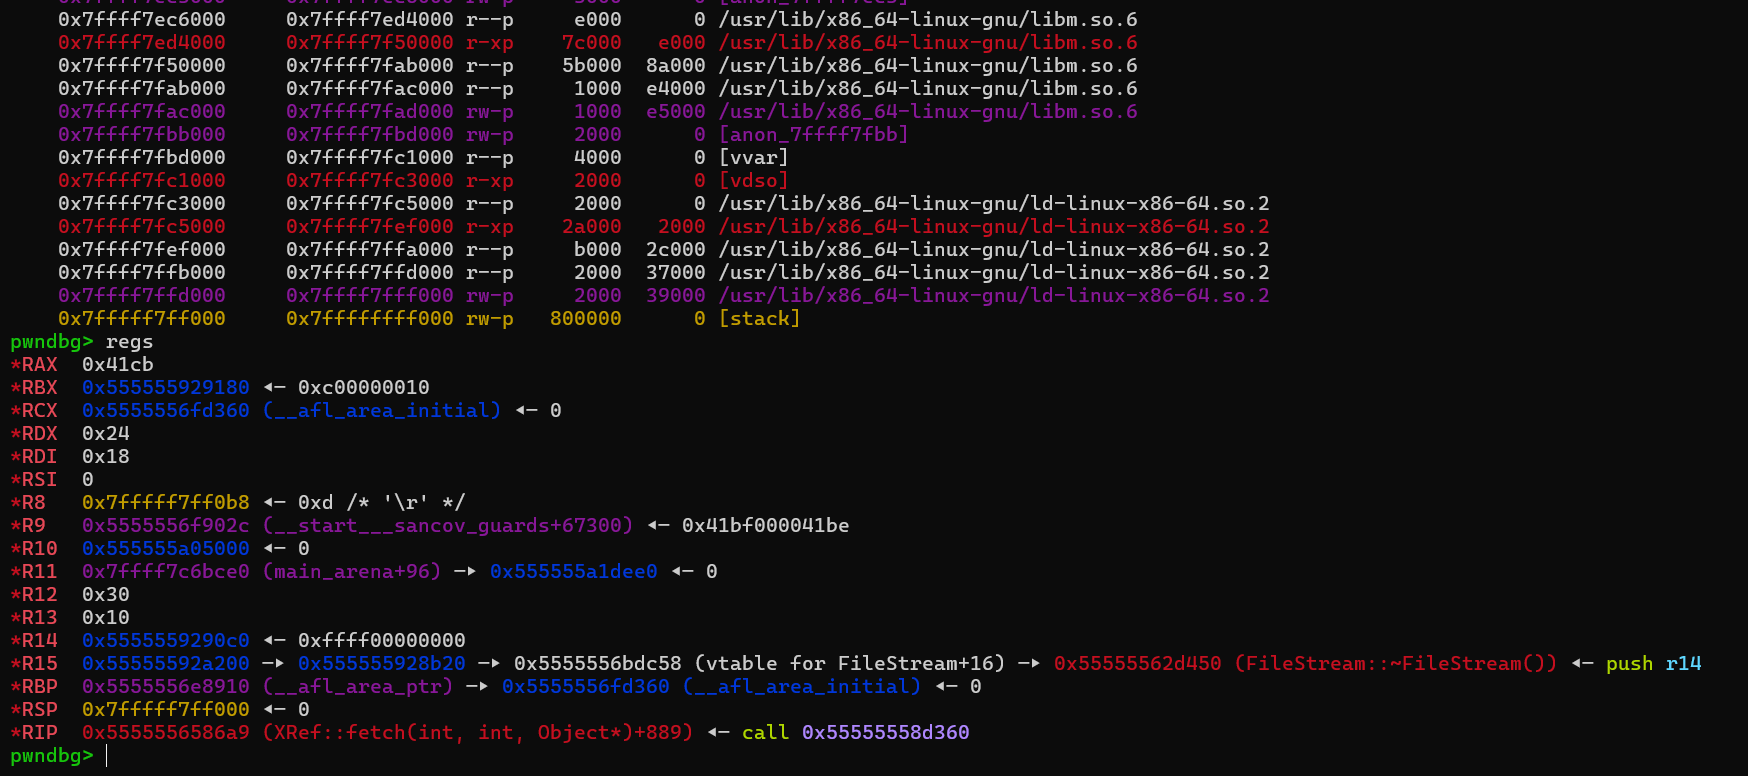 0x7ffff7ec6000     0x7ffff7ed4000 r--p     e000      0 /usr/lib/x86_64-linux-gnu/libm.so.6
0x7ffff7ed4000     0x7ffff7f50000 r-xp    7c000   e000 /usr/lib/x86_64-linux-gnu/libm.so.6
0x7ffff7f50000     0x7ffff7fab000 r--p    5b000  8a000 /usr/lib/x86_64-linux-gnu/libm.so.6
0x7ffff7fab000     0x7ffff7fac000 r--p     1000  e4000 /usr/lib/x86_64-linux-gnu/libm.so.6
0x7ffff7fac000     0x7ffff7fad000 rw-p     1000  e5000 /usr/lib/x86_64-linux-gnu/libm.so.6
0x7ffff7fbb000     0x7ffff7fbd000 rw-p     2000      0 [anon_7ffff7fbb]
0x7ffff7fbd000     0x7ffff7fc1000 r--p     4000      0 [vvar]
0x7ffff7fc1000     0x7ffff7fc3000 r-xp     2000      0 [vdso]
0x7ffff7fc3000     0x7ffff7fc5000 r--p     2000      0 /usr/lib/x86_64-linux-gnu/ld-linux-x86-64.so.2
0x7ffff7fc5000     0x7ffff7fef000 r-xp    2a000   2000 /usr/lib/x86_64-linux-gnu/ld-linux-x86-64.so.2
0x7ffff7fef000     0x7ffff7ffa000 r--p     b000  2c000 /usr/lib/x86_64-linux-gnu/ld-linux-x86-64.so.2
0x7ffff7ffb000     0x7ffff7ffd000 r--p     2000  37000 /usr/lib/x86_64-linux-gnu/ld-linux-x86-64.so.2
0x7ffff7ffd000     0x7ffff7fff000 rw-p     2000  39000 /usr/lib/x86_64-linux-gnu/ld-linux-x86-64.so.2
0x7fffff7ff000     0x7ffffffff000 rw-p   800000      0 [stack]
pwndbg> regs
*RAX  0x41cb
*RBX  0x555555929180 ◂— 0xc00000010
*RCX  0x5555556fd360 (__afl_area_initial) ◂— 0
*RDX  0x24
*RDI  0x18
*RSI  0
*R8   0x7fffff7ff0b8 ◂— 0xd /* '\r' */
*R9   0x5555556f902c (__start___sancov_guards+67300) ◂— 0x41bf000041be
*R10  0x555555a05000 ◂— 0
*R11  0x7ffff7c6bce0 (main_arena+96) —▸ 0x555555a1dee0 ◂— 0
*R12  0x30
*R13  0x10
*R14  0x5555559290c0 ◂— 0xffff00000000
*R15  0x55555592a200 —▸ 0x555555928b20 —▸ 0x5555556bdc58 (vtable for FileStream+16) —▸ 0x55555562d450 (FileStream::~FileStream()) ◂— push r14
*RBP  0x5555556e8910 (__afl_area_ptr) —▸ 0x5555556fd360 (__afl_area_initial) ◂— 0
*RSP  0x7fffff7ff000 ◂— 0
*RIP  0x5555556586a9 (XRef::fetch(int, int, Object*)+889) ◂— call 0x55555558d360
pwndbg>